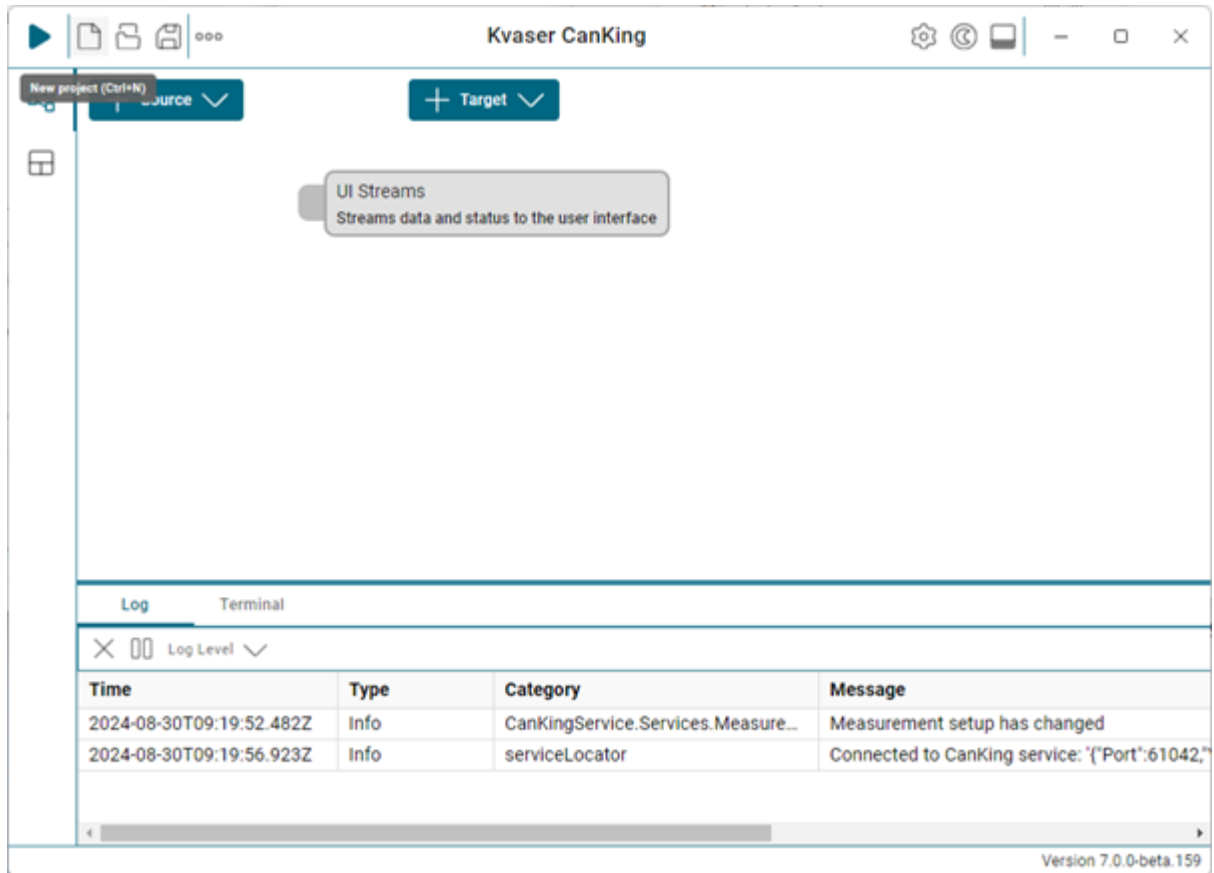 Kvaser CanKing
New project (Ctrl+N)
Target
UI Streams
Streams data and status to the user interface
Log Terminal
Log Level
Time Type Category Message
2024-08-30T09:19:52.482Z Info CanKingService.Services.Measure... Measurement setup has changed
2024-08-30T09:19:56.923Z Info serviceLocator Connected to CanKing service: '{"Port":61042,"
Version 7.0.0-beta.159